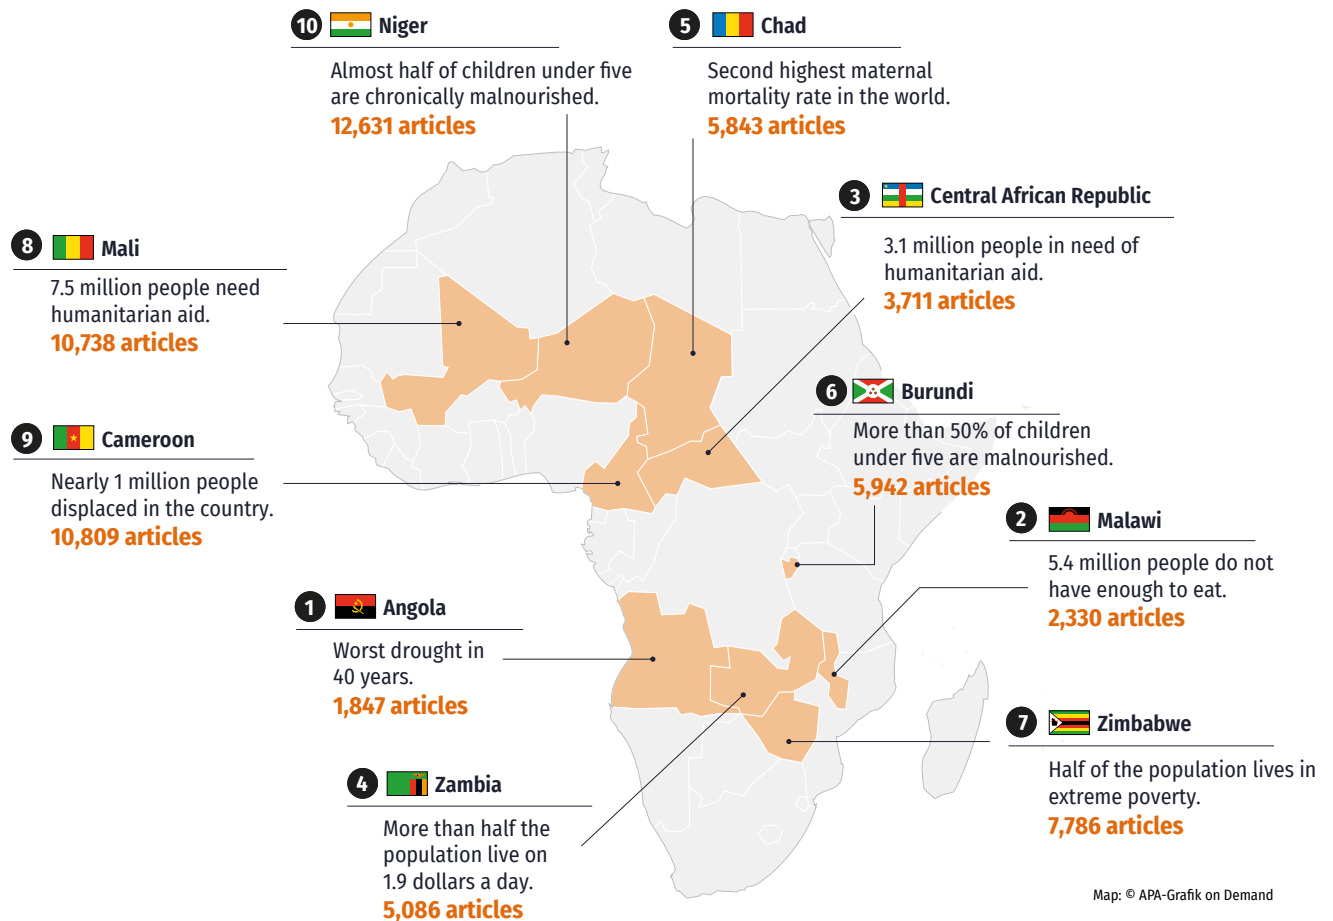 10 Niger
Almost half of children under five
are chronically malnourished.
12,631 articles
5 Chad
Second highest maternal
mortality rate in the world.
5,843 articles
3 Central African Republic
3.1 million people in need of
humanitarian aid.
3,711 articles
8 Mali
7.5 million people need
humanitarian aid.
10,738 articles
6 Burundi
More than 50% of children
under five are malnourished.
5,942 articles
9 Cameroon
Nearly 1 million people
displaced in the country.
10,809 articles
2 Malawi
5.4 million people do not
have enough to eat.
2,330 articles
1 Angola
Worst drought in
40 years.
1,847 articles
7 Zimbabwe
Half of the population lives in
extreme poverty.
7,786 articles
4 Zambia
More than half the
population live on
1.9 dollars a day.
5,086 articles
Map: © APA-Grafik on Demand